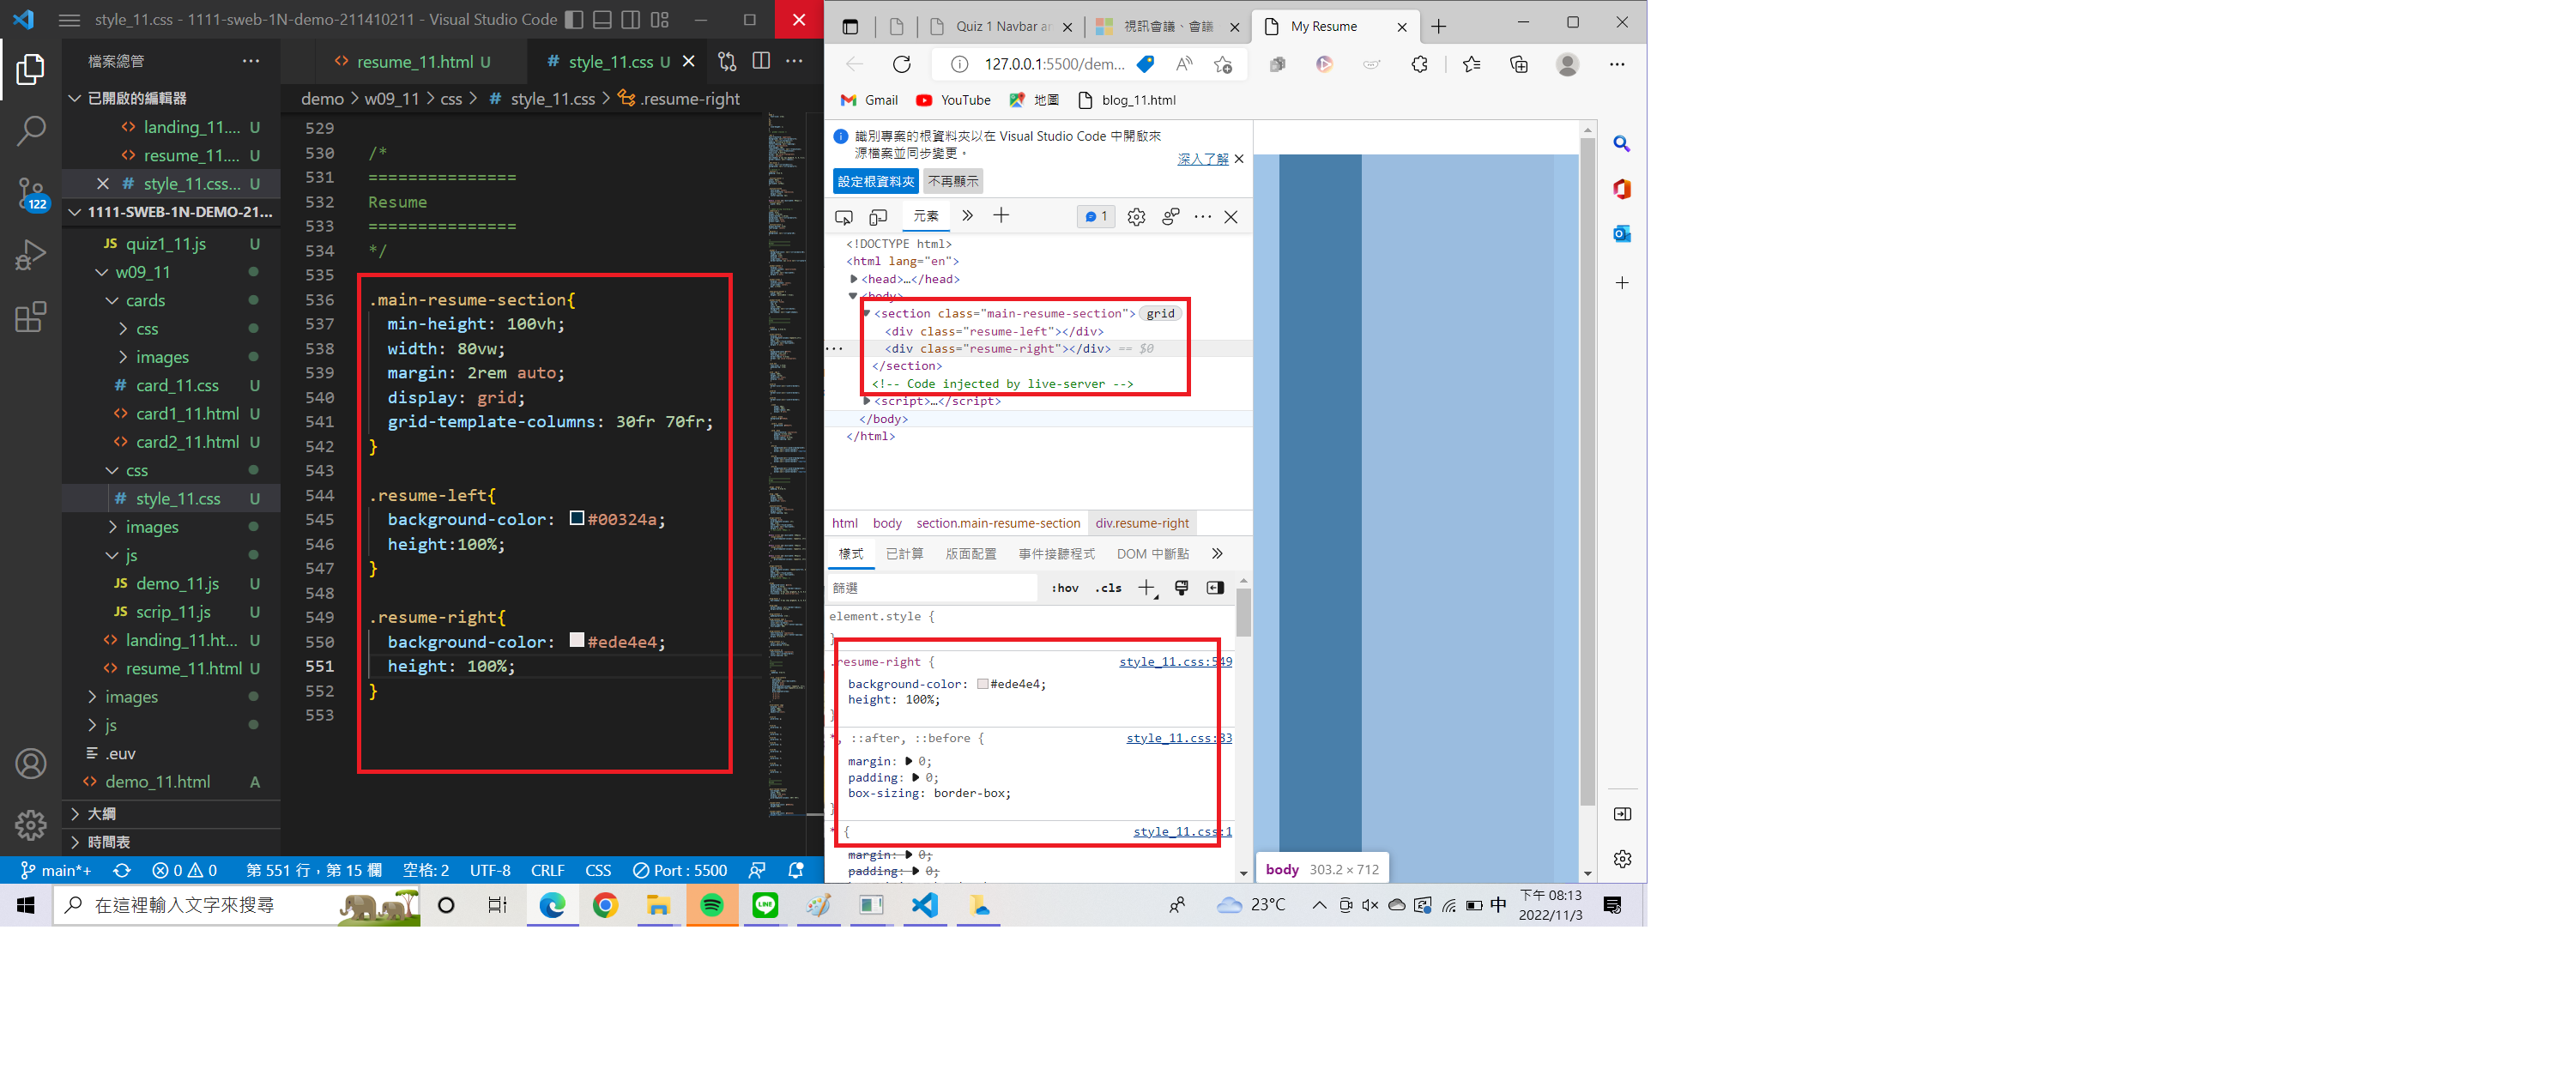 style_11.css - 1111-sweb-1N-demo-211410211 - Visual Studio Code
檔案總管
已開啟的編輯器
landing_11.... U
resume_11.... U
style_11.css... U
1111-SWEB-1N-DEMO-21...
quiz1_11.js U
w09_11
cards
css
images
card_11.css U
card1_11.html U
card2_11.html U
css
style_11.css U
images
js
demo_11.js U
scrip_11.js U
landing_11.ht... U
resume_11.html U
images
js
.euv
demo_11.html A
大綱
時間表
122
resume_11.html U
style_11.css U
demo > w09_11 > css > # style_11.css > .resume-right
529
530 /*
531 ===============
532 Resume
533 ===============
534 */
535
536 .main-resume-section{
537 min-height: 100vh;
538 width: 80vw;
539 margin: 2rem auto;
540 display: grid;
541 grid-template-columns: 30fr 70fr;
542 }
543
544 .resume-left{
545 background-color: #00324a;
546 height:100%;
547 }
548
549 .resume-right{
550 background-color: #ede4e4;
551 height: 100%;
552 }
553
main*+ 0 0 第 551 行，第 15 欄 空格: 2 UTF-8 CRLF CSS Port : 5500
Quiz 1 Navbar a
視訊會議、會議
My Resume
127.0.0.1:5500/dem...
Gmail YouTube 地圖 blog_11.html
識別專案的根資料夾以在 Visual Studio Code 中開啟來
源檔案並同步變更。
深入了解
設定根資料夾 不再顯示
元素 1
<!DOCTYPE html>
<html lang="en">
<head>…</head>
<body>
<section class="main-resume-section"> grid
<div class="resume-left"></div>
<div class="resume-right"></div> == $0
</section>
<!-- Code injected by live-server -->
<script>…</script>
</body>
</html>
html body section.main-resume-section div.resume-right
樣式 已計算 版面配置 事件接聽程式 DOM 中斷點
篩選 :hov .cls
element.style {
}
.resume-right { style_11.css:549
background-color: #ede4e4;
height: 100%;
}
*, ::after, ::before { style_11.css:83
margin: 0;
padding: 0;
box-sizing: border-box;
}
* { style_11.css:1
margin: 0;
padding: 0;
body 303.2 × 712
在這裡輸入文字來搜尋
23°C
中
下午 08:13
2022/11/3